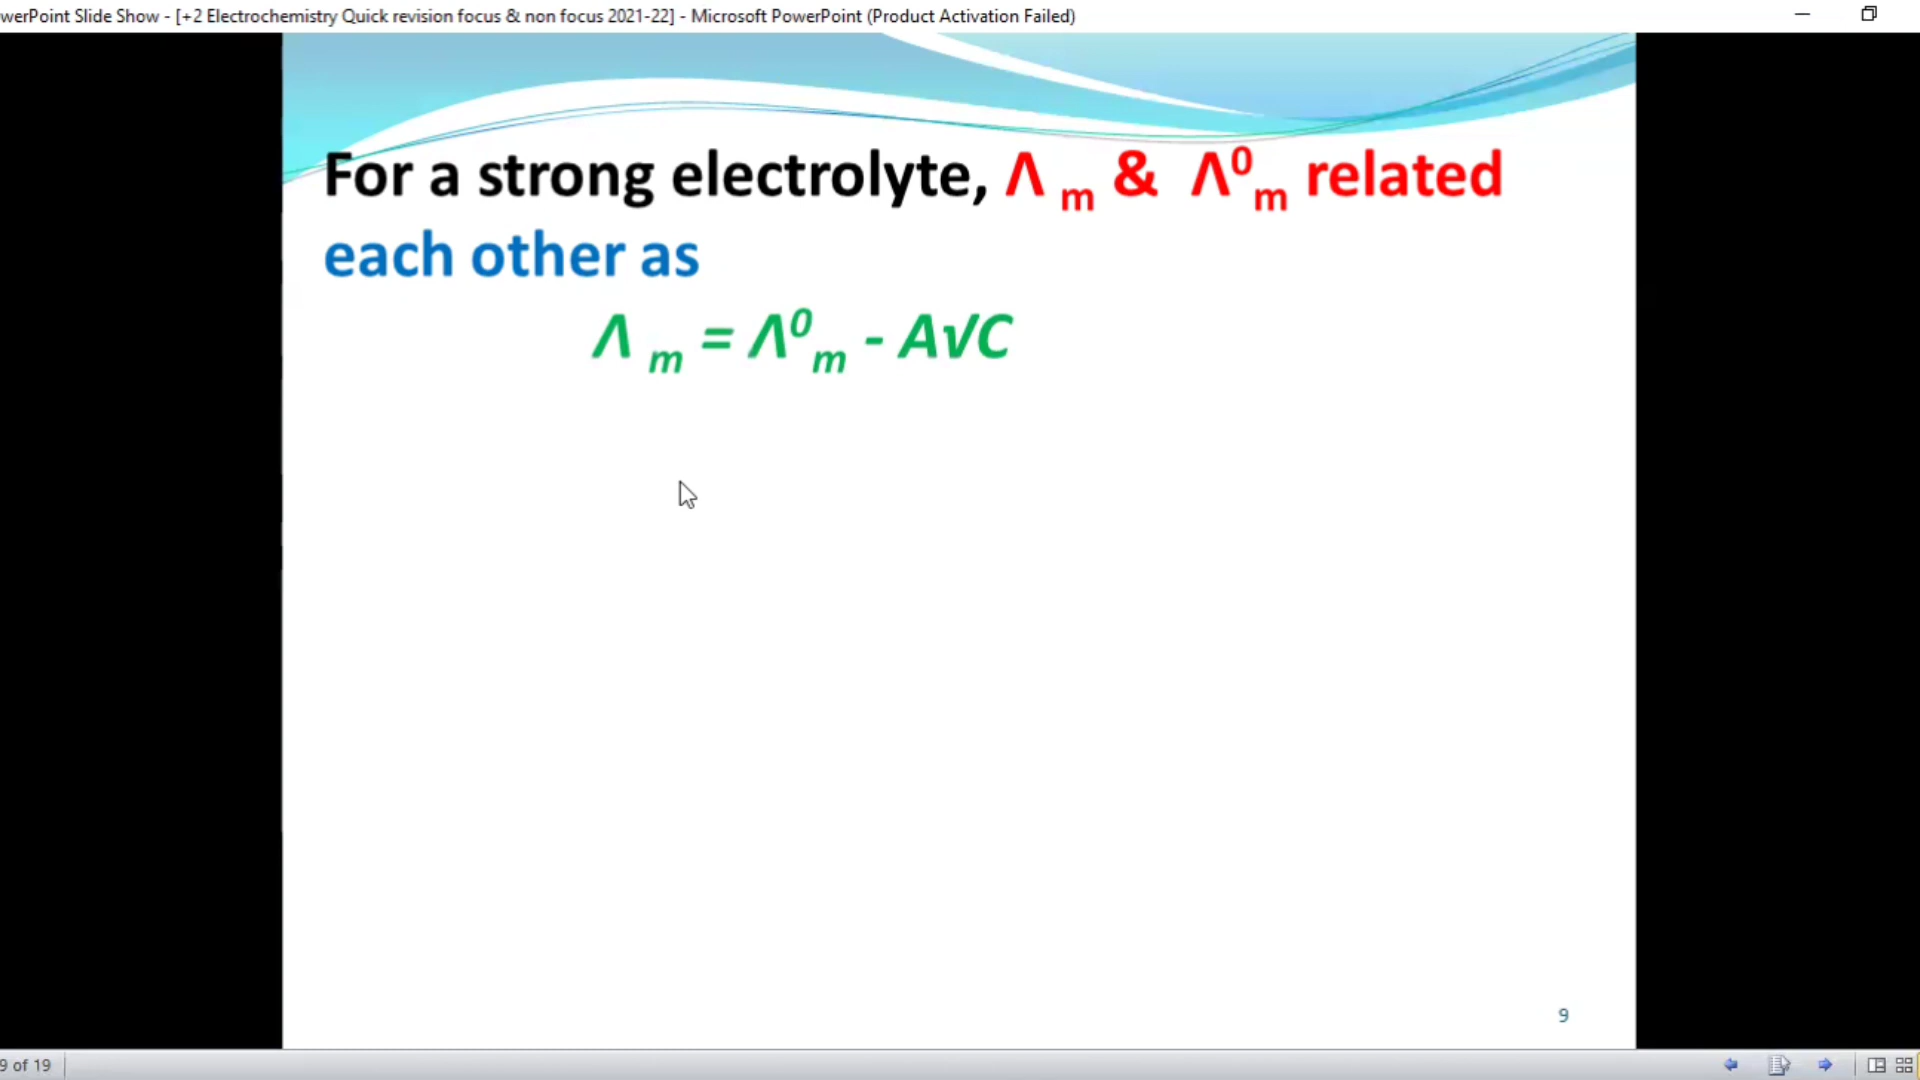 werPoint Slide Show - [+2 Electrochemistry Quick revision focus & non focus 2021-22] - Microsoft PowerPoint (Product Activation Failed)
For a strong electrolyte, Λ m & Λ⁰m related
each other as
Λ m = Λ⁰m - A√C
9
9 of 19